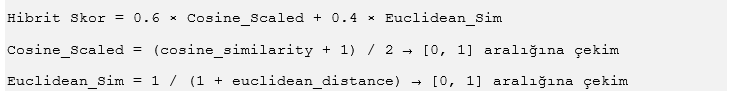 Hibrit Skor = 0.6 × Cosine_Scaled + 0.4 × Euclidean_Sim
Cosine_Scaled = (cosine_similarity + 1) / 2 → [0, 1] aralığına çekim
Euclidean_Sim = 1 / (1 + euclidean_distance) → [0, 1] aralığına çekim